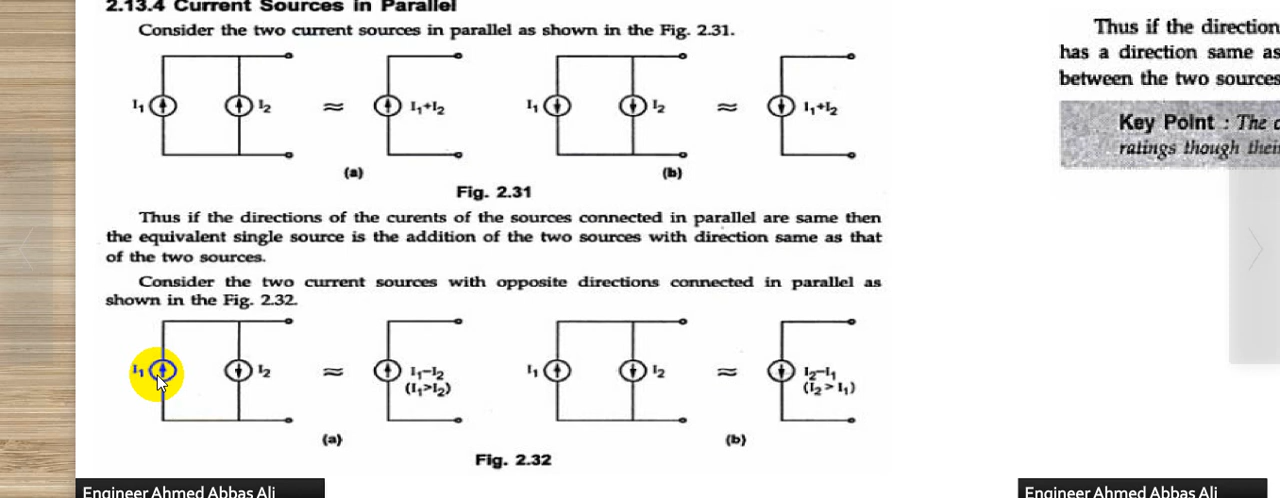 2.13.4 Current Sources in Parallel
Consider the two current sources in parallel as shown in the Fig. 2.31.
I₁ I₂ ≈ I₁+I₂ I₁ I₂ ≈ I₁+I₂
(a) (b)
Fig. 2.31
Thus if the directions of the curents of the sources connected in parallel are same then
the equivalent single source is the addition of the two sources with direction same as that
of the two sources.
Consider the two current sources with opposite directions connected in parallel as
shown in the Fig. 2.32.
I₁ I₂ ≈ I₁-I₂ I₁ I₂ ≈ I₂-I₁
(I₁>I₂) (I₂>I₁)
(a) (b)
Fig. 2.32
Engineer Ahmed Abbas Ali
Thus if the direction
has a direction same as
between the two sources
Key Point : The
ratings though their
Engineer Ahmed Abbas Ali